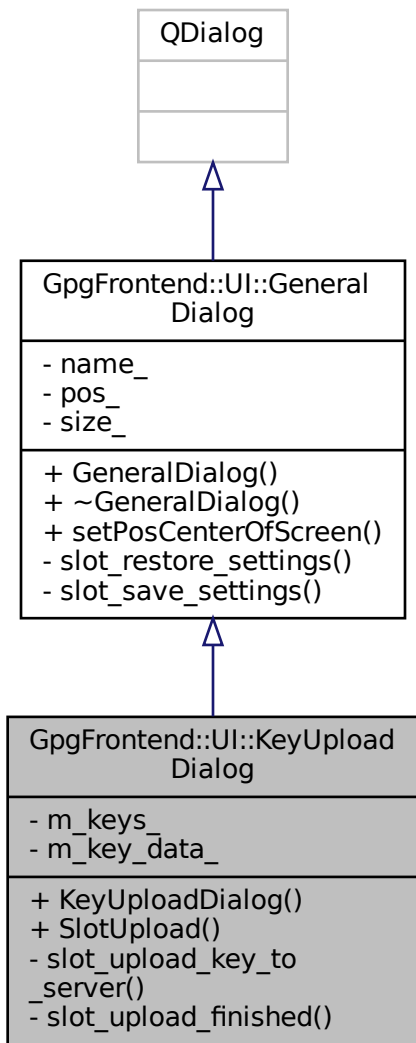 QDialog
GpgFrontend::UI::General
Dialog
- name_
- pos_
- size_
+ GeneralDialog()
+ ~GeneralDialog()
+ setPosCenterOfScreen()
- slot_restore_settings()
- slot_save_settings()
GpgFrontend::UI::KeyUpload
Dialog
- m_keys_
- m_key_data_
+ KeyUploadDialog()
+ SlotUpload()
- slot_upload_key_to
_server()
- slot_upload_finished()